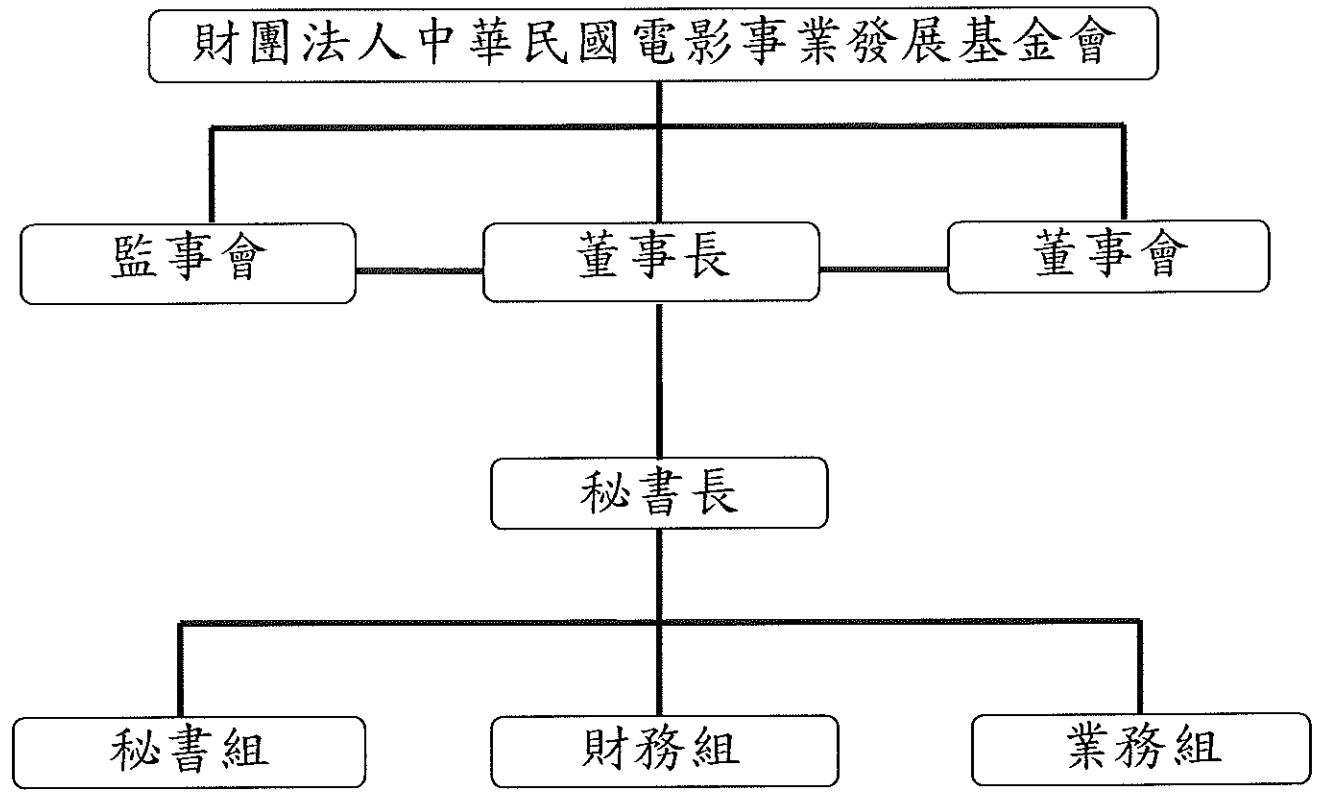 財團法人中華民國電影事業發展基金會
監事會
董事長
董事會
秘書長
秘書組
財務組
業務組